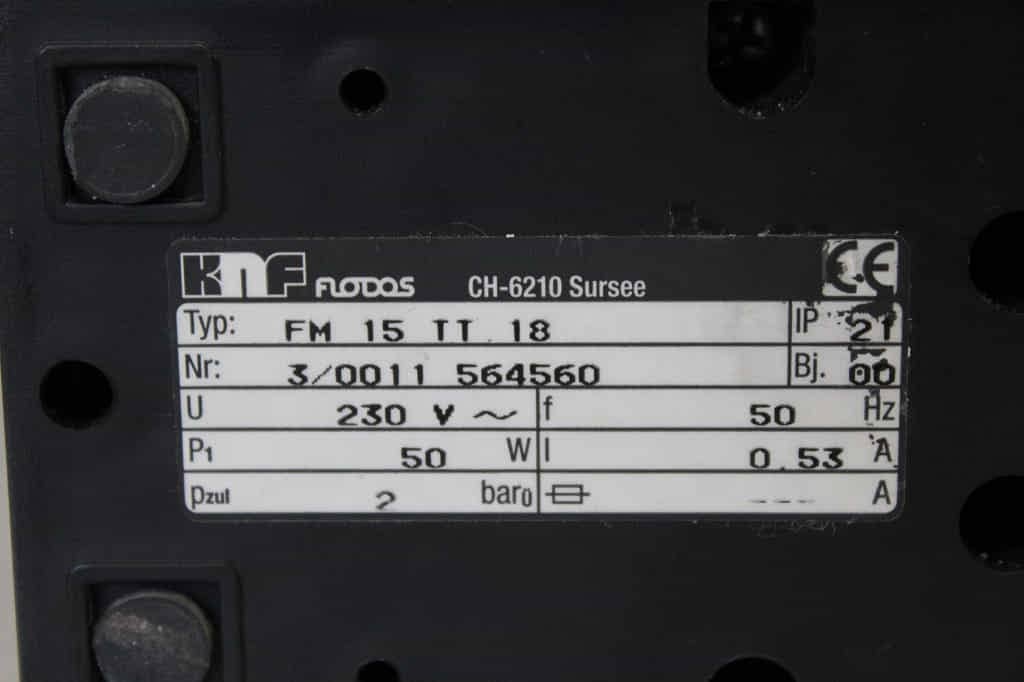 KNF FLODOS CH-6210 Sursee CE
Typ: FM 15 TT 18 IP 21
Nr: 3/0011 564560 Bj. 00
U 230 V ~ f 50 Hz
P1 50 W I 0.53 A
pzul 2 bar0 --- A